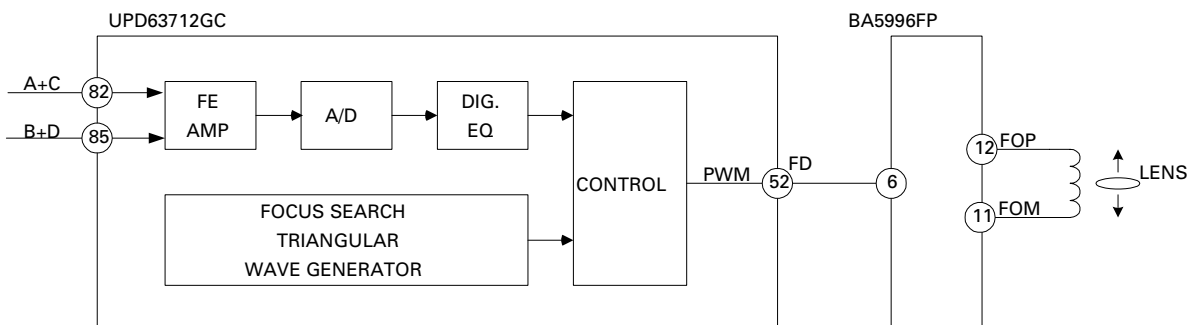 UPD63712GC
BA5996FP
A+C
82
B+D
85
FE
AMP
A/D
DIG.
EQ
FOCUS SEARCH
TRIANGULAR
WAVE GENERATOR
CONTROL
PWM
52
FD
6
12
FOP
11
FOM
LENS